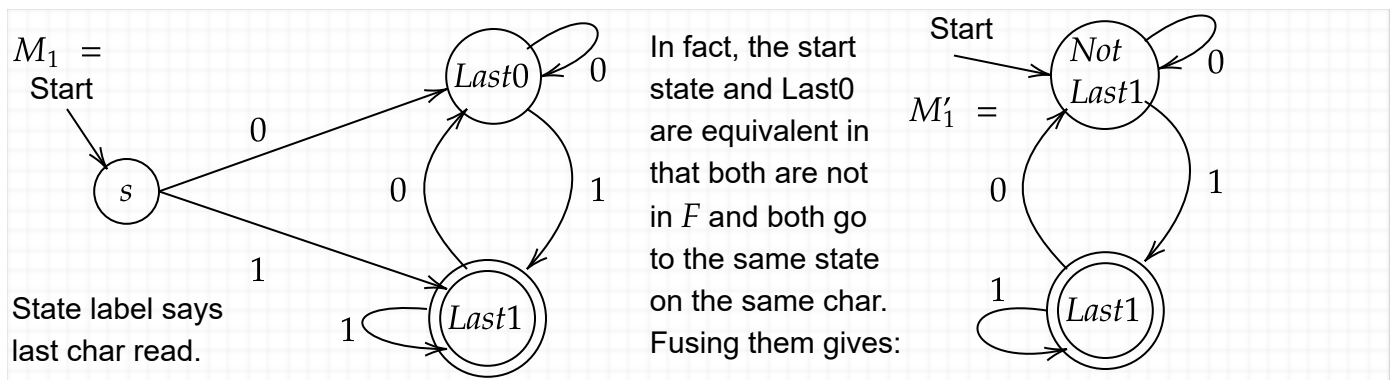 M₁ =
Start
s
0
1
Last0
0
0
1
Last1
1
State label says
last char read.
In fact, the start
state and Last0
are equivalent in
that both are not
in F and both go
to the same state
on the same char.
Fusing them gives:
Start
M₁′ =
Not
Last1
0
0
1
1
Last1